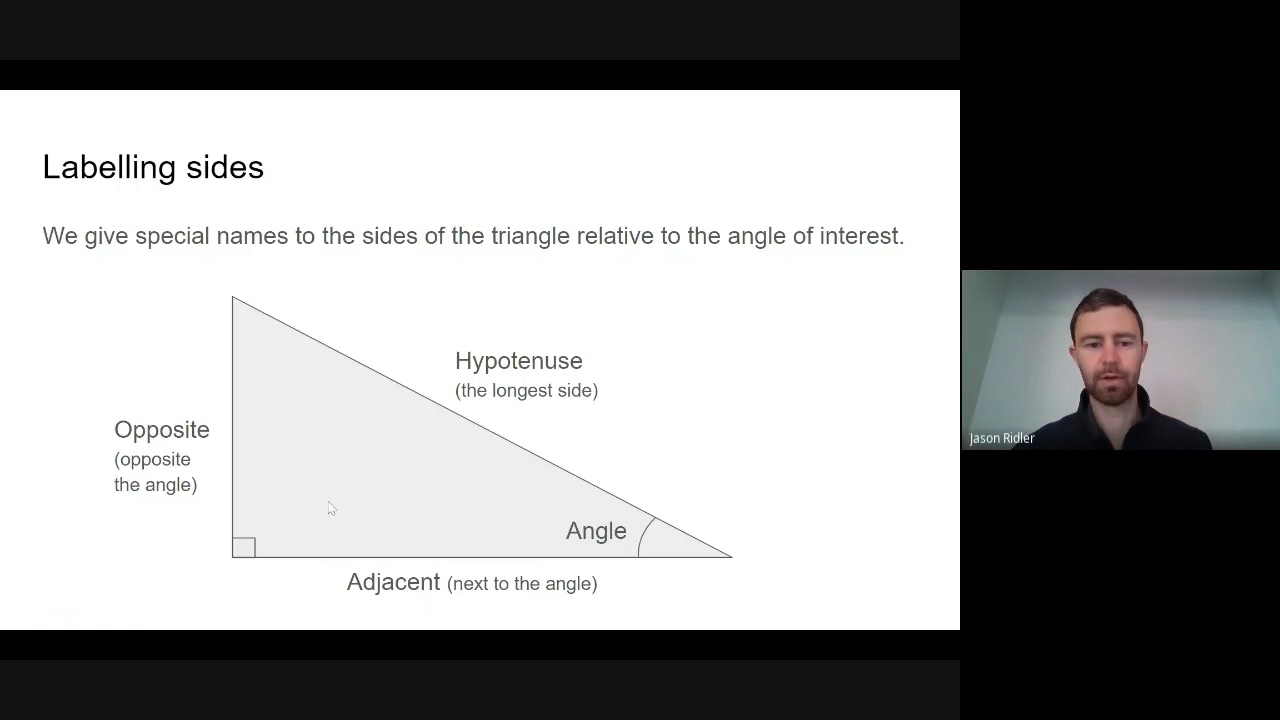 Labelling sides
We give special names to the sides of the triangle relative to the angle of interest.
Hypotenuse
(the longest side)
Opposite
(opposite
the angle)
Angle
Adjacent (next to the angle)
Jason Ridler